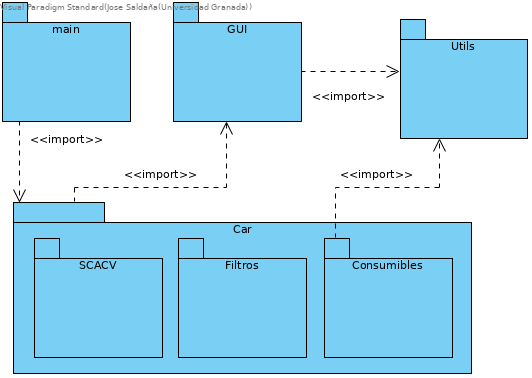 Visual Paradigm Standard(Jose Saldaña(Universidad Granada))
main
GUI
Utils
<<import>>
<<import>>
<<import>>
<<import>>
Car
SCACV
Filtros
Consumibles